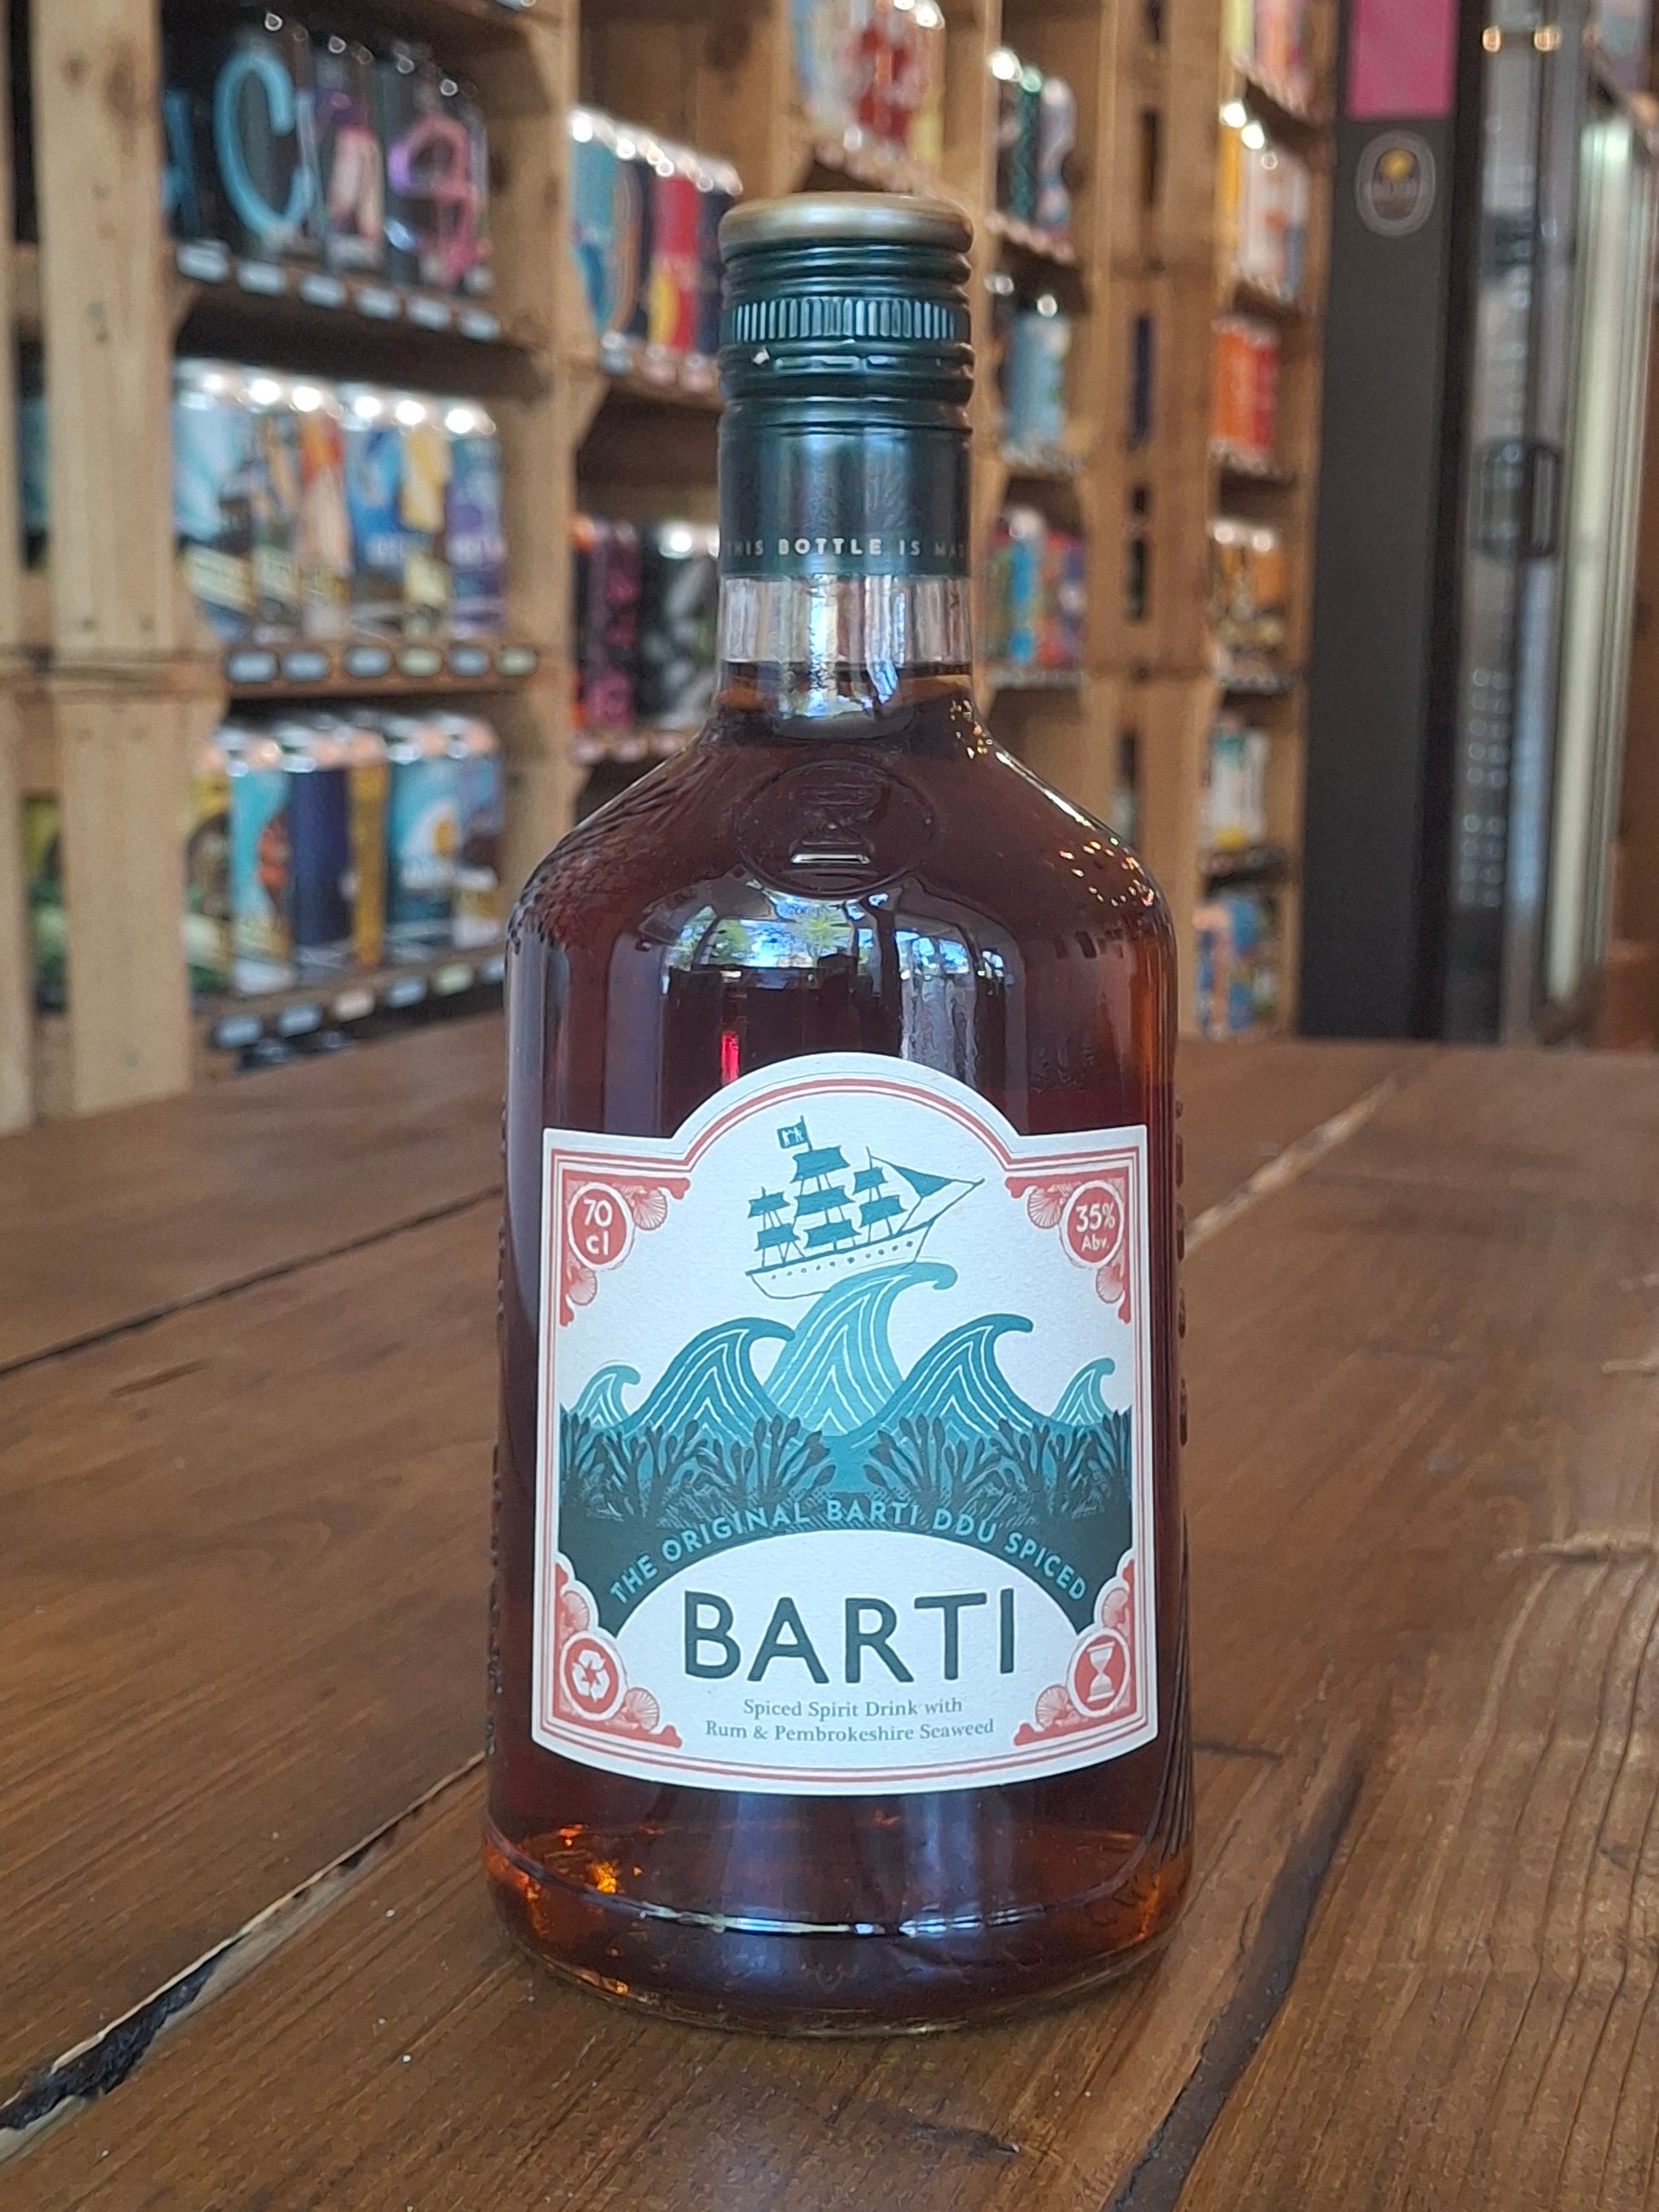 THIS BOTTLE IS
70
cl
35%
Abv.
THE ORIGINAL BARTI DDU SPICED
BARTI
Spiced Spirit Drink with
Rum & Pembrokeshire Seaweed